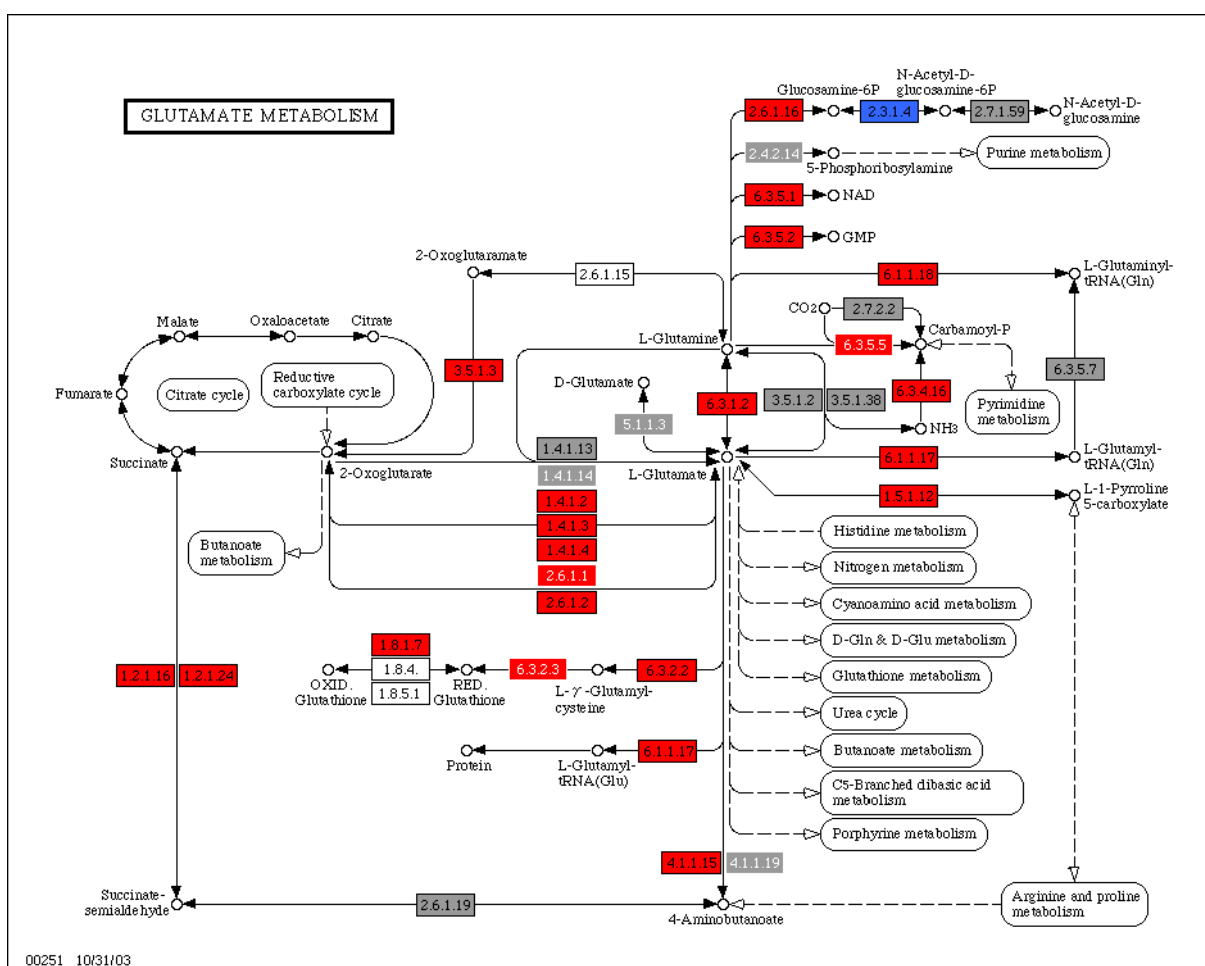 GLUTAMATE METABOLISM
Glucosamine-6P
N-Acetyl-D-
glucosamine-6P
2.6.1.16
2.3.1.4
2.7.1.59
N-Acetyl-D-
glucosamine
2.4.2.14
5-Phosphoribosylamine
Purine metabolism
6.3.5.1
NAD
6.3.5.2
GMP
2-Oxoglutaramate
2.6.1.15
6.1.1.18
L-Glutaminyl-
tRNA(Gln)
CO2
2.7.2.2
Malate
Oxaloacetate
Citrate
L-Glutamine
6.3.5.5
Carbamoyl-P
3.5.1.3
D-Glutamate
6.3.5.7
Fumarate
Citrate cycle
Reductive
carboxylate cycle
6.3.1.2
3.5.1.2
3.5.1.38
6.3.4.16
Pyrimidine
metabolism
5.1.1.3
NH3
Succinate
2-Oxoglutarate
1.4.1.13
L-Glutamate
6.1.1.17
L-Glutamyl-
tRNA(Gln)
1.4.1.14
1.4.1.2
1.5.1.12
L-1-Pyrroline
5-carboxylate
1.4.1.3
Histidine metabolism
Butanoate
metabolism
1.4.1.4
Nitrogen metabolism
2.6.1.1
2.6.1.2
Cyanoamino acid metabolism
D-Gln & D-Glu metabolism
1.2.1.16
1.2.1.24
1.8.1.7
1.8.4.
1.8.5.1
6.3.2.3
6.3.2.2
Glutathione metabolism
OXID.
Glutathione
RED.
Glutathione
L-γ-Glutamyl-
cysteine
Urea cycle
6.1.1.17
Butanoate metabolism
Protein
L-Glutamyl-
tRNA(Glu)
C5-Branched dibasic acid
metabolism
Porphyrine metabolism
4.1.1.15
4.1.1.19
Succinate-
semialdehyde
2.6.1.19
4-Aminobutanoate
Arginine and proline
metabolism
00251 10/31/03